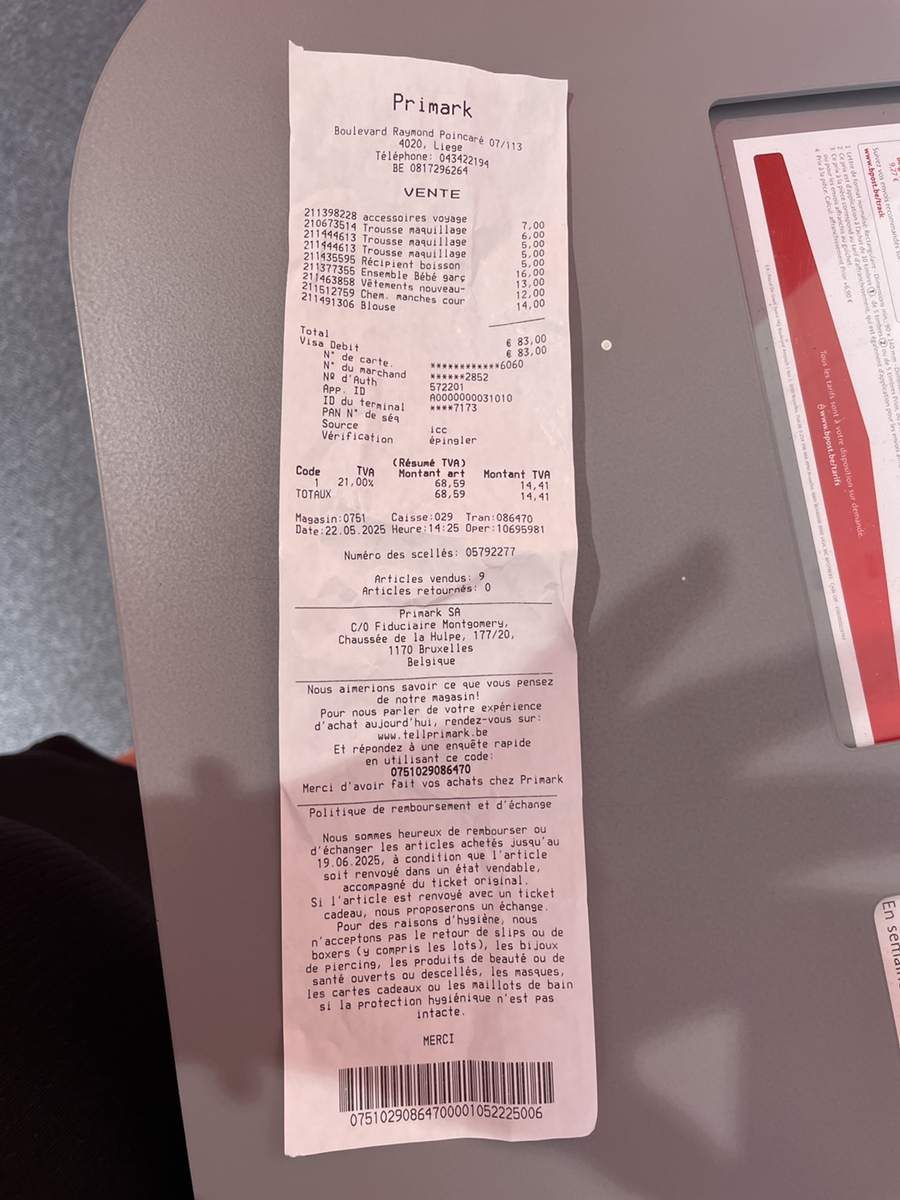 Primark
Boulevard Raymond Poincaré 07/113
4020, Liege
Téléphone: 043422194
BE 0817296264
VENTE
211398228 accessoires voyage 7,00
210673514 Trousse maquillage 6,00
211444613 Trousse maquillage 5,00
211444613 Trousse maquillage 5,00
211435595 Récipient boisson 5,00
211377355 Ensemble Bébé garç 16,00
211463858 Vêtements nouveau- 13,00
211512759 Chem. manches cour 12,00
211491306 Blouse 14,00
Total € 83,00
Visa Debit € 83,00
N° de carte. ************6060
N° du marchand ******2852
Nº d'Auth 572201
App. ID A0000000031010
ID du terminal ****7173
PAN N° de séq
Source icc
Vérification épingler
(Résumé TVA)
Code TVA Montant art Montant TVA
1 21,00% 68,59 14,41
TOTAUX 68,59 14,41
Magasin:0751 Caisse:029 Tran:086470
Date:22.05.2025 Heure:14:25 Oper:10695981
Numéro des scellés: 05792277
Articles vendus: 9
Articles retournés: 0
Primark SA
C/O Fiduciaire Montgomery,
Chaussée de la Hulpe, 177/20,
1170 Bruxelles
Belgique
Nous aimerions savoir ce que vous pensez
de notre magasin!
Pour nous parler de votre expérience
d'achat aujourd'hui, rendez-vous sur:
www.tellprimark.be
Et répondez à une enquête rapide
en utilisant ce code:
0751029086470
Merci d'avoir fait vos achats chez Primark
Politique de remboursement et d'échange
Nous sommes heureux de rembourser ou
d'échanger les articles achetés jusqu'au
19.06.2025, à condition que l'article
soit renvoyé dans un état vendable,
accompagné du ticket original.
Si l'article est renvoyé avec un ticket
cadeau, nous proposerons un échange.
Pour des raisons d'hygiène, nous
n'acceptons pas le retour de slips ou de
boxers (y compris les lots), les bijoux
de piercing, les produits de beauté ou de
santé ouverts ou descellés, les masques,
les cartes cadeaux ou les maillots de bain
si la protection hygiénique n'est pas
intacte.
MERCI
07510290864700001052225006
9,27 €
Suivez vos envois recommandés sur
www.bpost.be/track
Tous les tarifs sont à votre disposition sur demande.
www.bpost.be/tarifs
En semaine